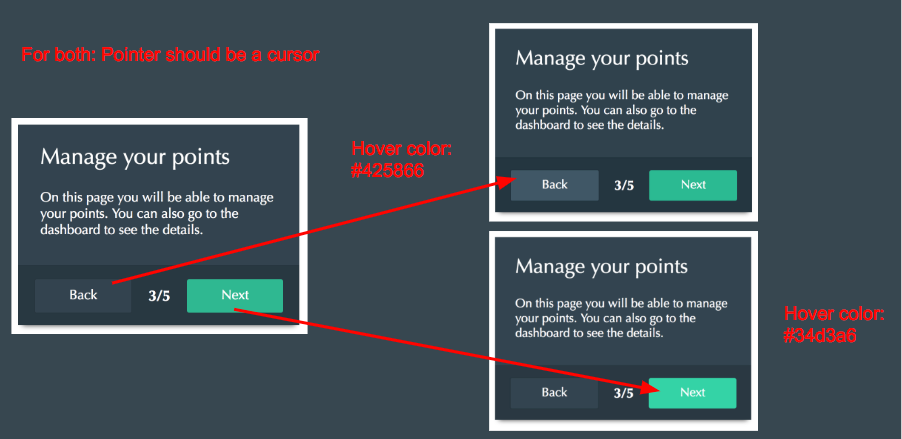 For both: Pointer should be a cursor
Manage your points
On this page you will be able to manage
your points. You can also go to the
dashboard to see the details.
Back
3/5
Next
Hover color:
#425866
Manage your points
On this page you will be able to manage
your points. You can also go to the
dashboard to see the details.
Back
3/5
Next
Manage your points
On this page you will be able to manage
your points. You can also go to the
dashboard to see the details.
Back
3/5
Next
Hover color:
#34d3a6